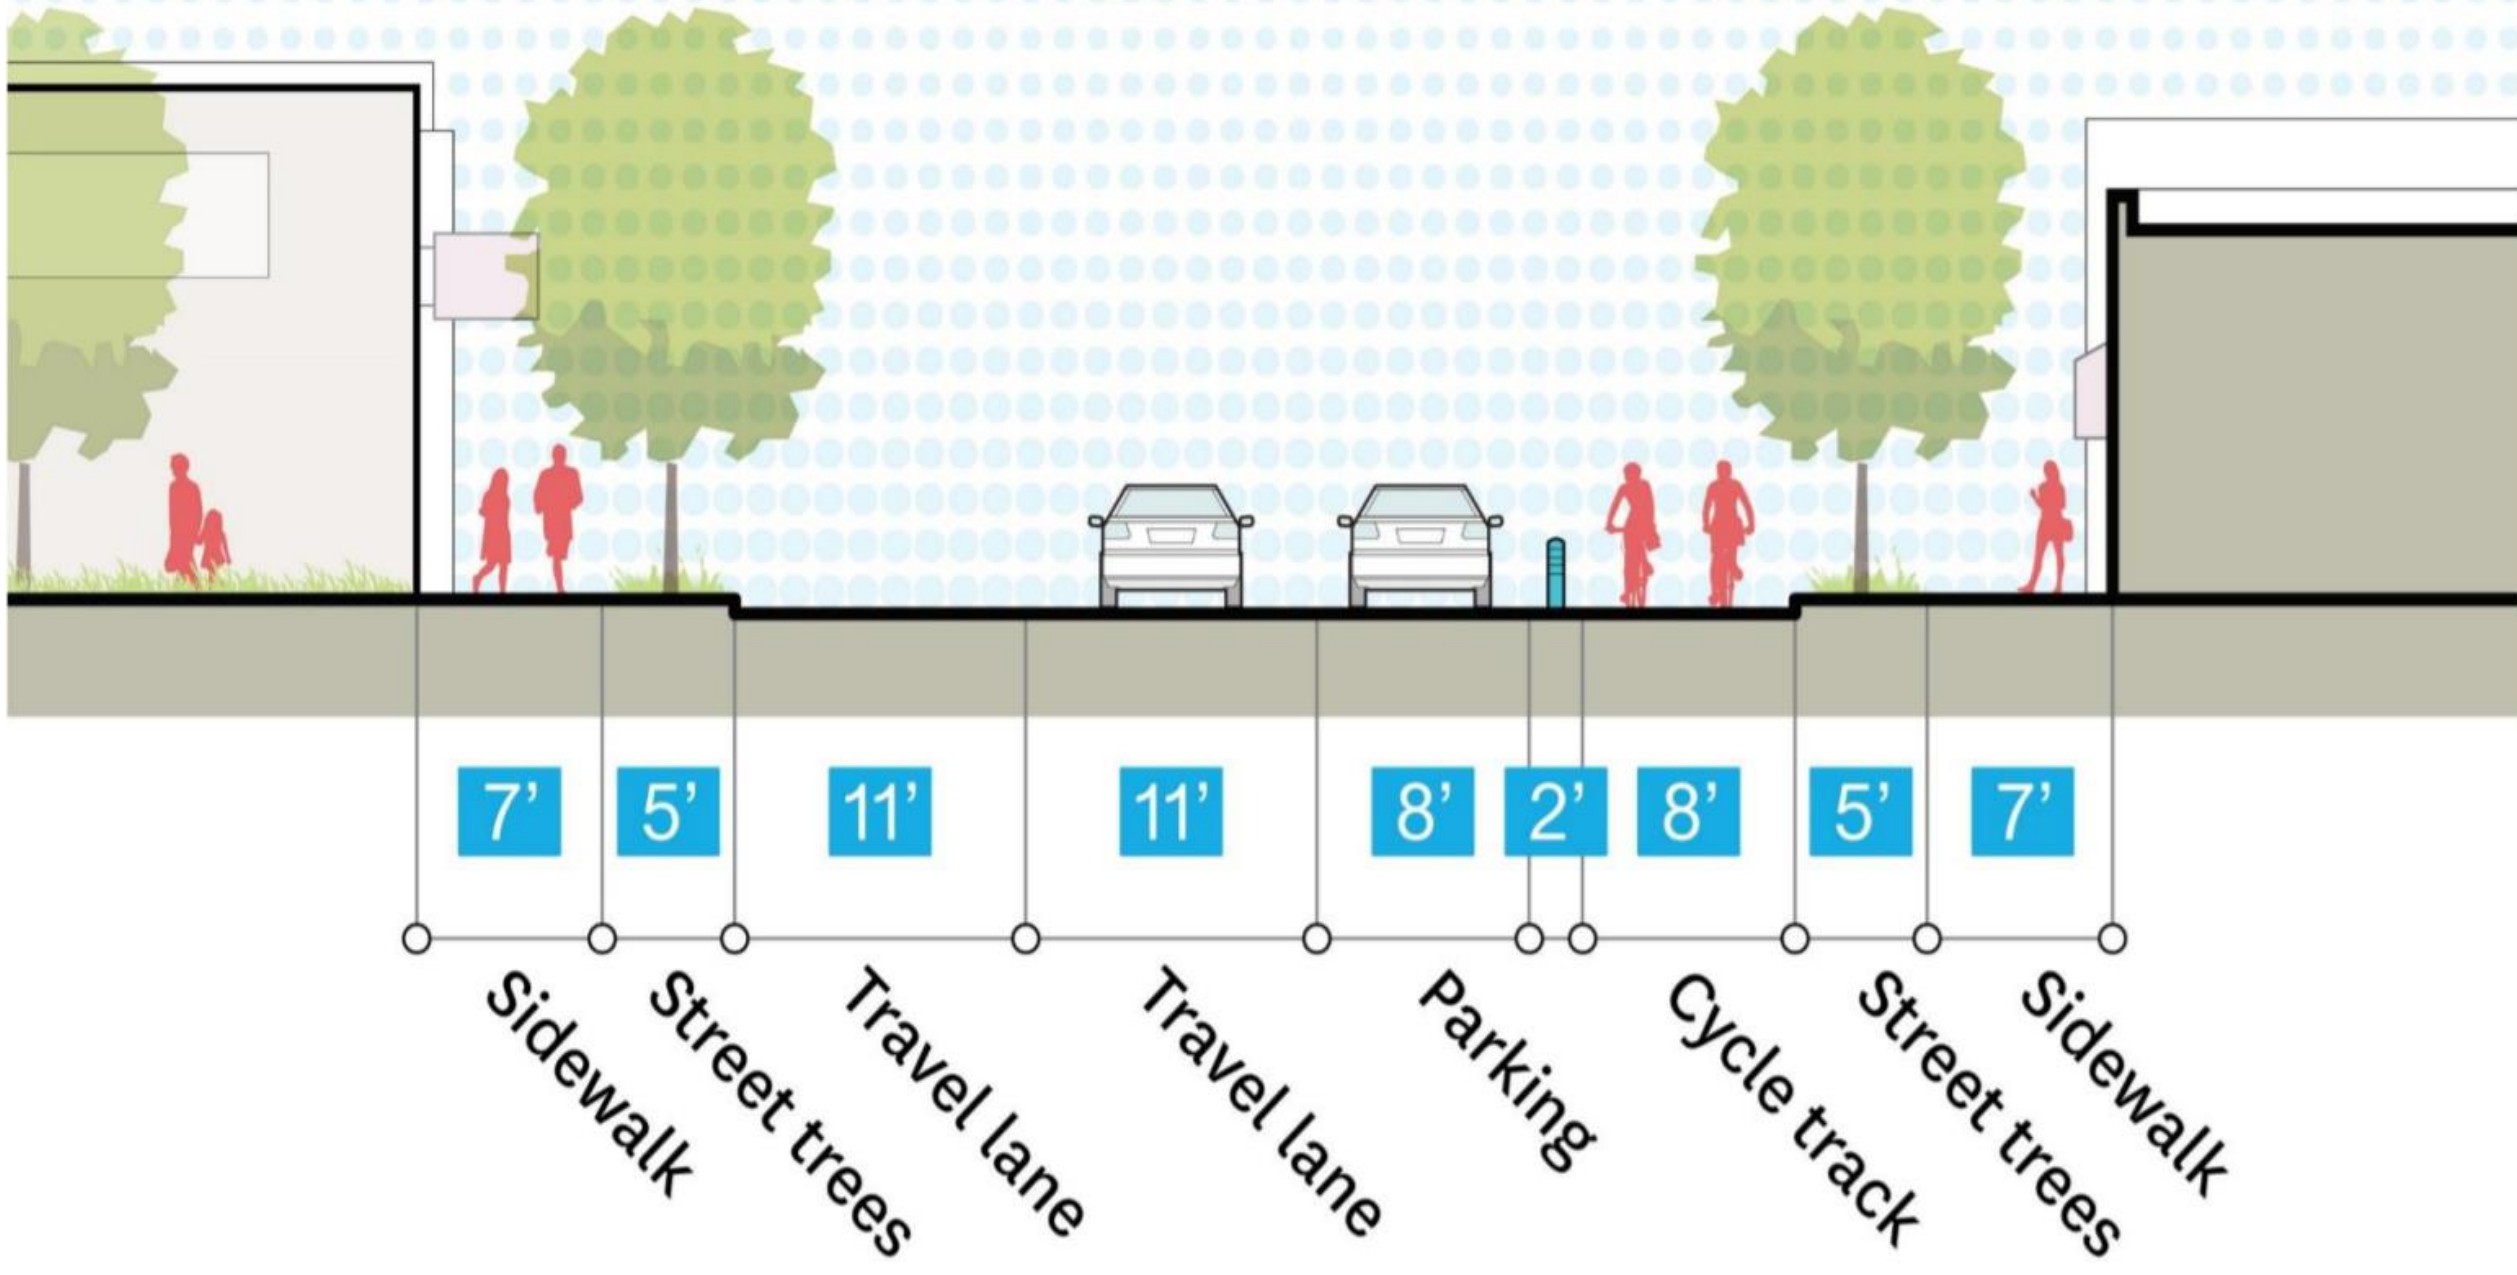 7’ 5’ 11’ 11’ 8’ 2’ 8’ 5’ 7’
Sidewalk
Street trees
Travel lane
Travel lane
Parking
Cycle track
Street trees
Sidewalk